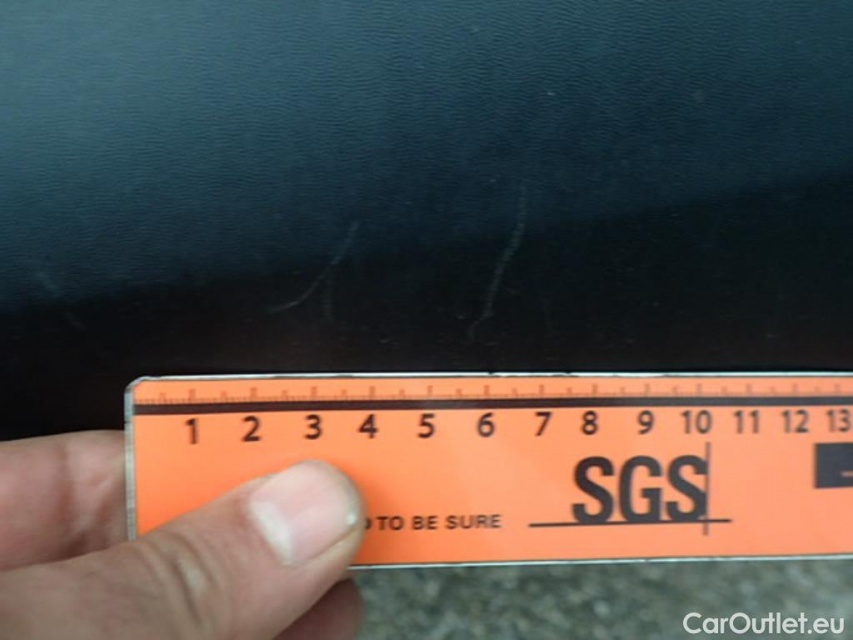 1 2 3 4 5 6 7 8 9 10 11 12 13
SGS
TO BE SURE
CarOutlet.eu